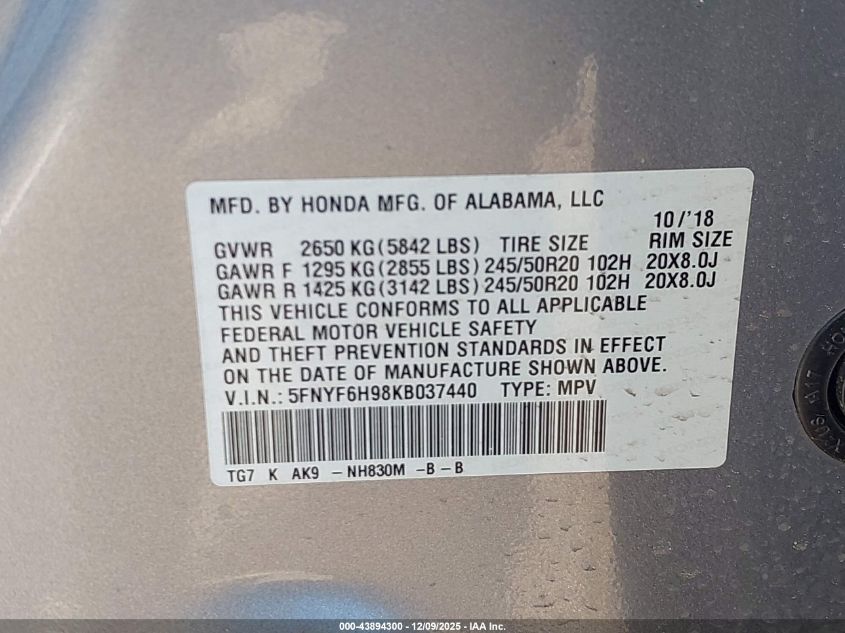 MFD. BY HONDA MFG. OF ALABAMA, LLC
10/'18
GVWR 2650 KG(5842 LBS) TIRE SIZE RIM SIZE
GAWR F 1295 KG(2855 LBS) 245/50R20 102H 20X8.0J
GAWR R 1425 KG(3142 LBS) 245/50R20 102H 20X8.0J
THIS VEHICLE CONFORMS TO ALL APPLICABLE
FEDERAL MOTOR VEHICLE SAFETY
AND THEFT PREVENTION STANDARDS IN EFFECT
ON THE DATE OF MANUFACTURE SHOWN ABOVE.
V.I.N.: 5FNYF6H98KB037440 TYPE: MPV
TG7 K AK9 -NH830M -B-B
000-43894300 - 12/09/2025 - IAA Inc.